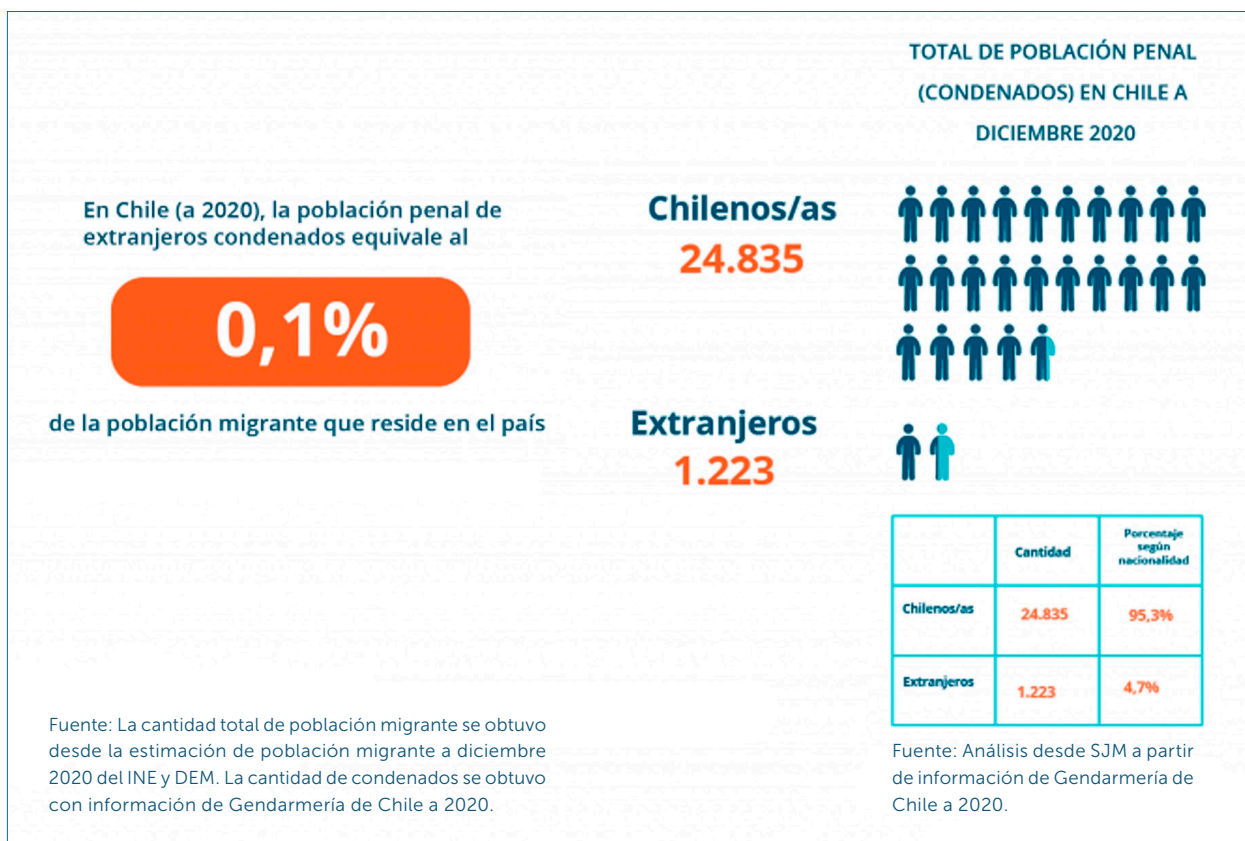 TOTAL DE POBLACIÓN PENAL
(CONDENADOS) EN CHILE A
DICIEMBRE 2020
En Chile (a 2020), la población penal de
extranjeros condenados equivale al
0,1%
de la población migrante que reside en el país
Chilenos/as
24.835
Extranjeros
1.223
Cantidad
Porcentaje
según
nacionalidad
Chilenos/as 24.835 95,3%
Extranjeros 1.223 4,7%
Fuente: La cantidad total de población migrante se obtuvo
desde la estimación de población migrante a diciembre
2020 del INE y DEM. La cantidad de condenados se obtuvo
con información de Gendarmería de Chile a 2020.
Fuente: Análisis desde SJM a partir
de información de Gendarmería de
Chile a 2020.